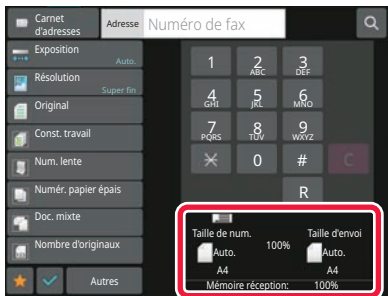 Carnet d'adresses
Adresse
Numéro de fax
Exposition
Auto.
Résolution
Super fin
Original
Const. travail
Num. lente
Numér. papier épais
Doc. mixte
Nombre d'originaux
Autres
1
2 ABC
3 DEF
4 GHI
5 JKL
6 MNO
7 PQRS
8 TUV
9 WXYZ
0
#
C
R
Taille de num.
Auto.
A4
100%
Taille d'envoi
Auto.
A4
Mémoire réception: 100%